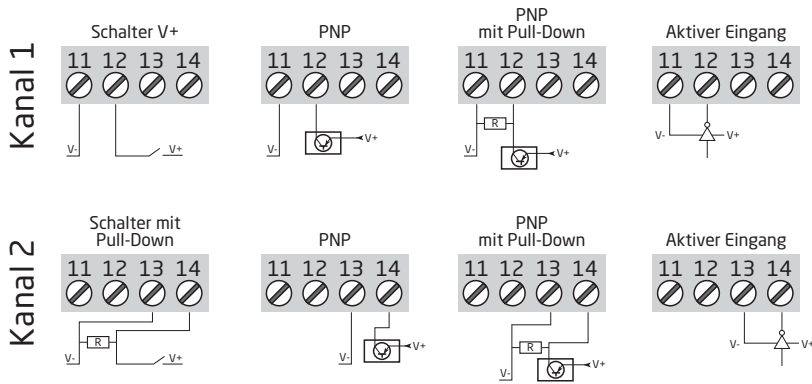 Kanal 1
Schalter V+
11 12 13 14
V-
V+
PNP
11 12 13 14
V-
V+
PNP
mit Pull-Down
11 12 13 14
R
V-
V+
Aktiver Eingang
11 12 13 14
V-
V+
Kanal 2
Schalter mit
Pull-Down
11 12 13 14
R
V-
V+
PNP
11 12 13 14
V-
V+
PNP
mit Pull-Down
11 12 13 14
R
V-
V+
Aktiver Eingang
11 12 13 14
V-
V+